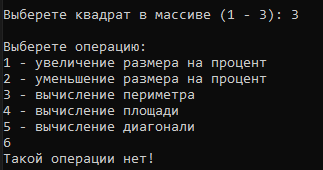 Выберете квадрат в массиве (1 - 3): 3
Выберете операцию:
1 - увеличение размера на процент
2 - уменьшение размера на процент
3 - вычисление периметра
4 - вычисление площади
5 - вычисление диагонали
6
Такой операции нет!